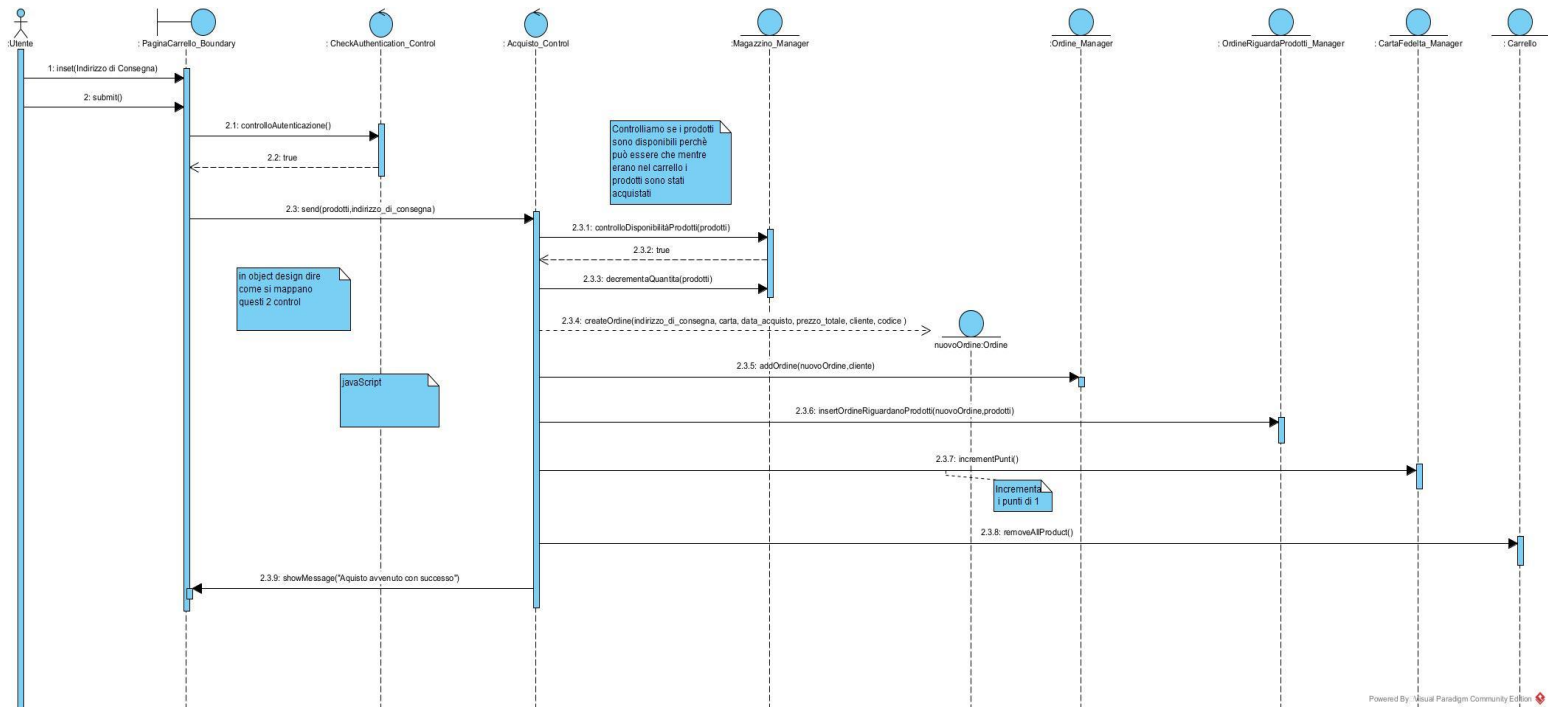 :Utente
: PaginaCarrello_Boundary
: CheckAuthentication_Control
: Acquisto_Control
:Magazzino_Manager
:Ordine_Manager
: OrdineRiguardaProdotti_Manager
: CartaFedelta_Manager
: Carrello
1: inset(Indirizzo di Consegna)
2: submit()
2.1: controlloAutenticazione()
2.2: true
Controlliamo se i prodotti
sono disponibili perchè
può essere che mentre
erano nel carrello i
prodotti sono stati
acquistati
2.3: send(prodotti,indirizzo_di_consegna)
2.3.1: controlloDisponibilitàProdotti(prodotti)
2.3.2: true
2.3.3: decrementaQuantita(prodotti)
in object design dire
come si mappano
questi 2 control
2.3.4: createOrdine(indirizzo_di_consegna, carta, data_acquisto, prezzo_totale, cliente, codice )
nuovoOrdine:Ordine
2.3.5: addOrdine(nuovoOrdine,cliente)
javaScript
2.3.6: insertOrdineRiguardanoProdotti(nuovoOrdine,prodotti)
2.3.7: incrementPunti()
Incrementa
i punti di 1
2.3.8: removeAllProduct()
2.3.9: showMessage("Aquisto avvenuto con successo")
Powered By Visual Paradigm Community Edition